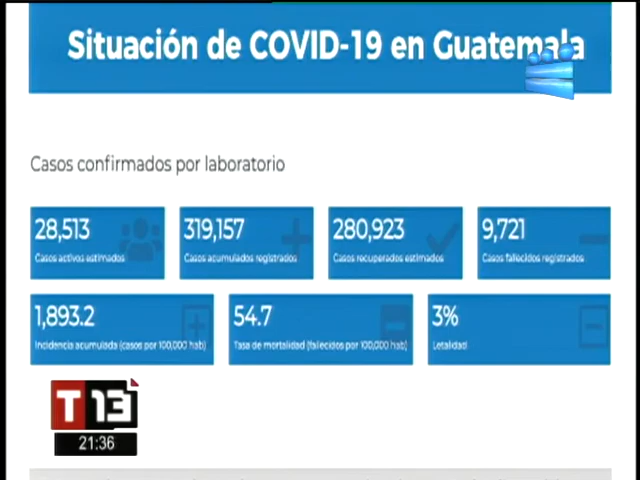 Situación de COVID-19 en Guatemala
Casos confirmados por laboratorio
28,513
Casos activos estimados
319,157
Casos acumulados registrados
280,923
Casos recuperados estimados
9,721
Casos fallecidos registrados
1,893.2
Incidencia acumulada (casos por 100,000 hab)
54.7
Tasa de mortalidad (fallecidos por 100,000 hab)
3%
Letalidad
T13
21:36